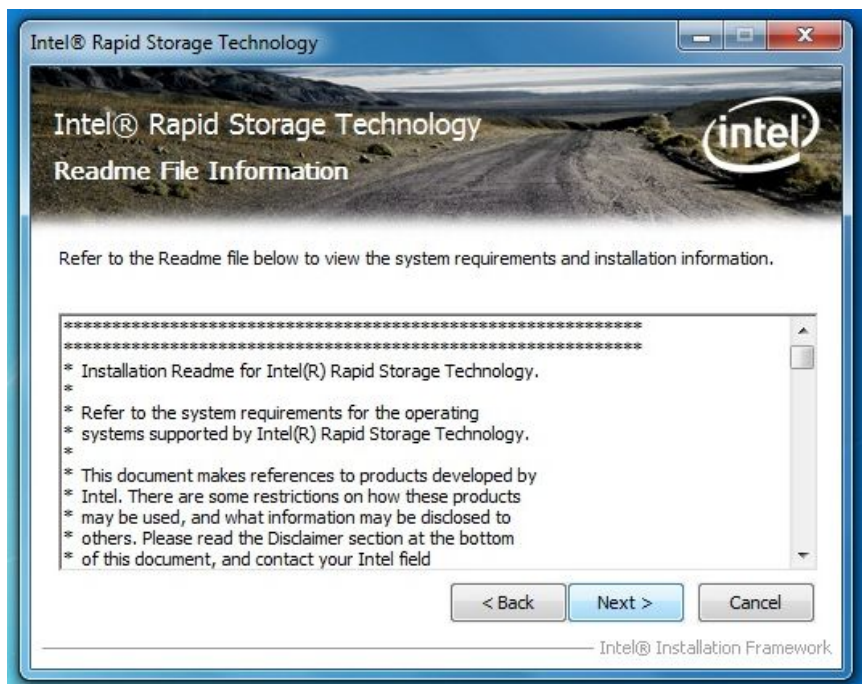 Intel® Rapid Storage Technology
Intel® Rapid Storage Technology
Readme File Information
intel
Refer to the Readme file below to view the system requirements and installation information.
************************************************************
************************************************************
* Installation Readme for Intel(R) Rapid Storage Technology.
*
* Refer to the system requirements for the operating
* systems supported by Intel(R) Rapid Storage Technology.
*
* This document makes references to products developed by
* Intel. There are some restrictions on how these products
* may be used, and what information may be disclosed to
* others. Please read the Disclaimer section at the bottom
* of this document, and contact your Intel field
< Back
Next >
Cancel
Intel® Installation Framework